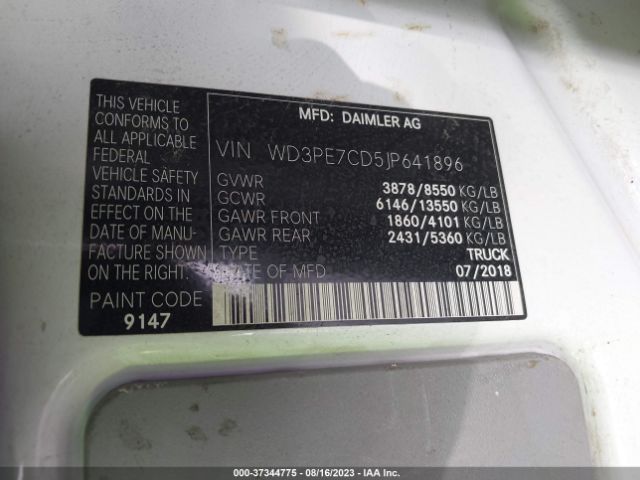 MFD: DAIMLER AG
THIS VEHICLE
CONFORMS TO
ALL APPLICABLE
FEDERAL
VEHICLE SAFETY
STANDARDS IN
EFFECT ON THE
DATE OF MANU-
FACTURE SHOWN
ON THE RIGHT.
PAINT CODE
9147
VIN WD3PE7CD5JP641896
GVWR 3878/8550 KG/LB
GCWR 6146/13550 KG/LB
GAWR FRONT 1860/4101 KG/LB
GAWR REAR 2431/5360 KG/LB
TYPE TRUCK
DATE OF MFD 07/2018
000-37344775 - 08/16/2023 - IAA Inc.